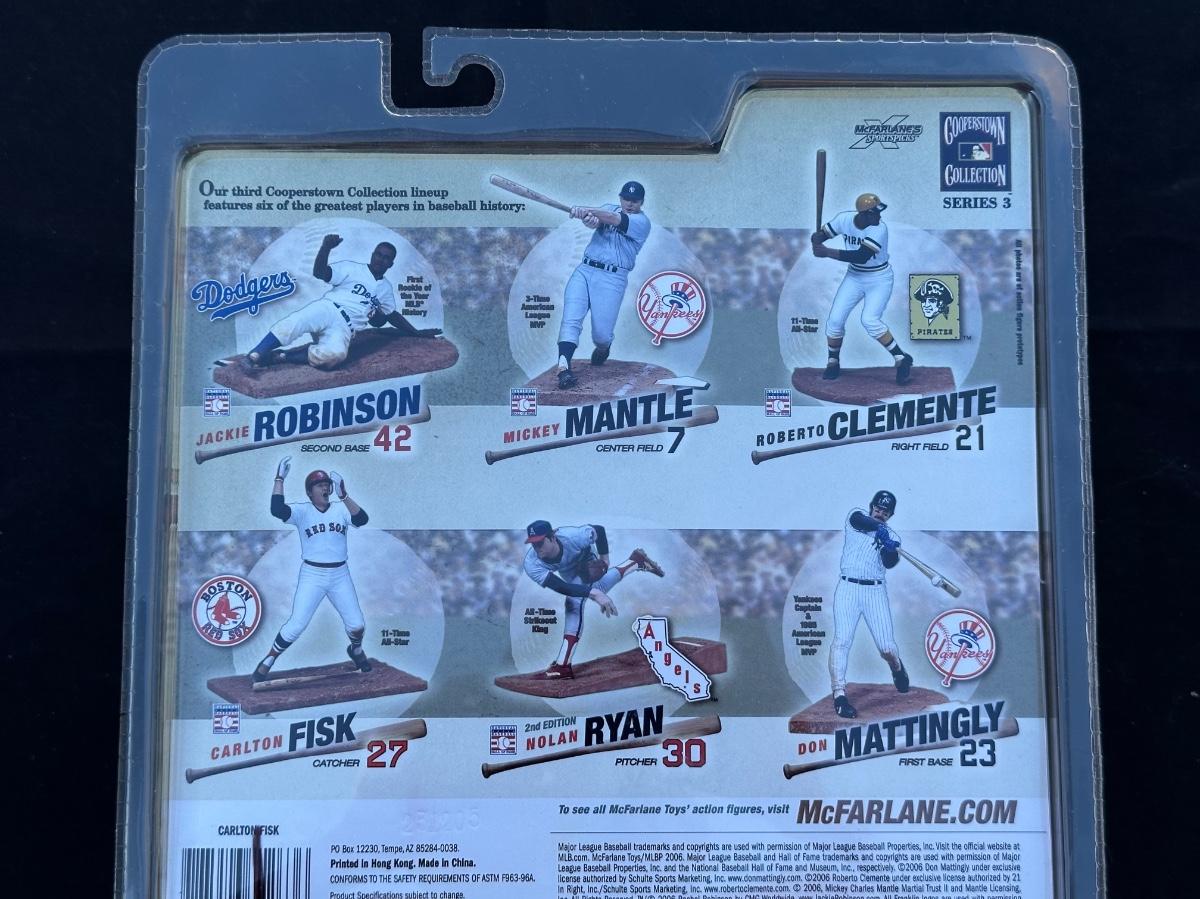 McFARLANE'S
SPORTSPICKS
COOPERSTOWN
COLLECTION
SERIES 3
Our third Cooperstown Collection lineup
features six of the greatest players in baseball history:
All photos are of action figure prototypes
Dodgers
Dodgers
First
Rookie of
the Year
MLB
History
JACKIE ROBINSON
SECOND BASE 42
3-Time
American
League
MVP
Yankees
MICKEY MANTLE
CENTER FIELD 7
11-Time
All-Star
PIRATES
TM
ROBERTO CLEMENTE
RIGHT FIELD 21
RED SOX
BOSTON
RED SOX
11-Time
All-Star
CARLTON FISK
CATCHER 27
All-Time
Strikeout
King
Angels
2nd EDITION
NOLAN RYAN
PITCHER 30
Yankees
Captain
&
1985
American
League
MVP
Yankees
DON MATTINGLY
FIRST BASE 23
To see all McFarlane Toys' action figures, visit McFARLANE.COM
CARLTON FISK
PO Box 12230, Tempe, AZ 85284-0038.
Printed in Hong Kong. Made in China.
CONFORMS TO THE SAFETY REQUIREMENTS OF ASTM F963-96A.
Product Specifications subject to change.
Major League Baseball trademarks and copyrights are used with permission of Major League Baseball Properties, Inc. Visit the official website at
MLB.com. McFarlane Toys/MLBP 2006. Major League Baseball and Hall of Fame trademarks and copyrights are used with permission of Major
League Baseball Properties, Inc. and the National Baseball Hall of Fame and Museum, Inc., respectively. ©2006 Don Mattingly under exclusive
license authorized by Schulte Sports Marketing, Inc. www.donmattingly.com. ©2006 Roberto Clemente under exclusive license authorized by 21
In Right, Inc./Schulte Sports Marketing, Inc. www.robertoclemente.com. © 2006, Mickey Charles Mantle Martial Trust II and Mantle Licensing,